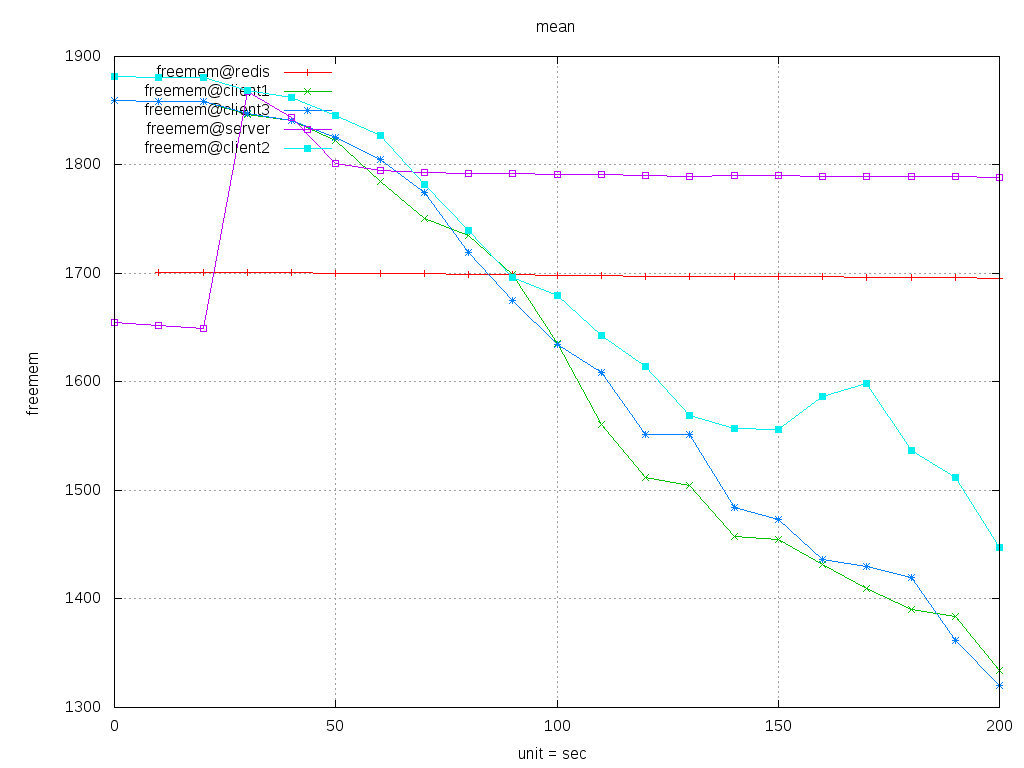 mean
1900
1800
1700
1600
1500
1400
1300
freemem
freemem@redis
freemem@client1
freemem@client3
freemem@server
freemem@client2
0 50 100 150 200
unit = sec